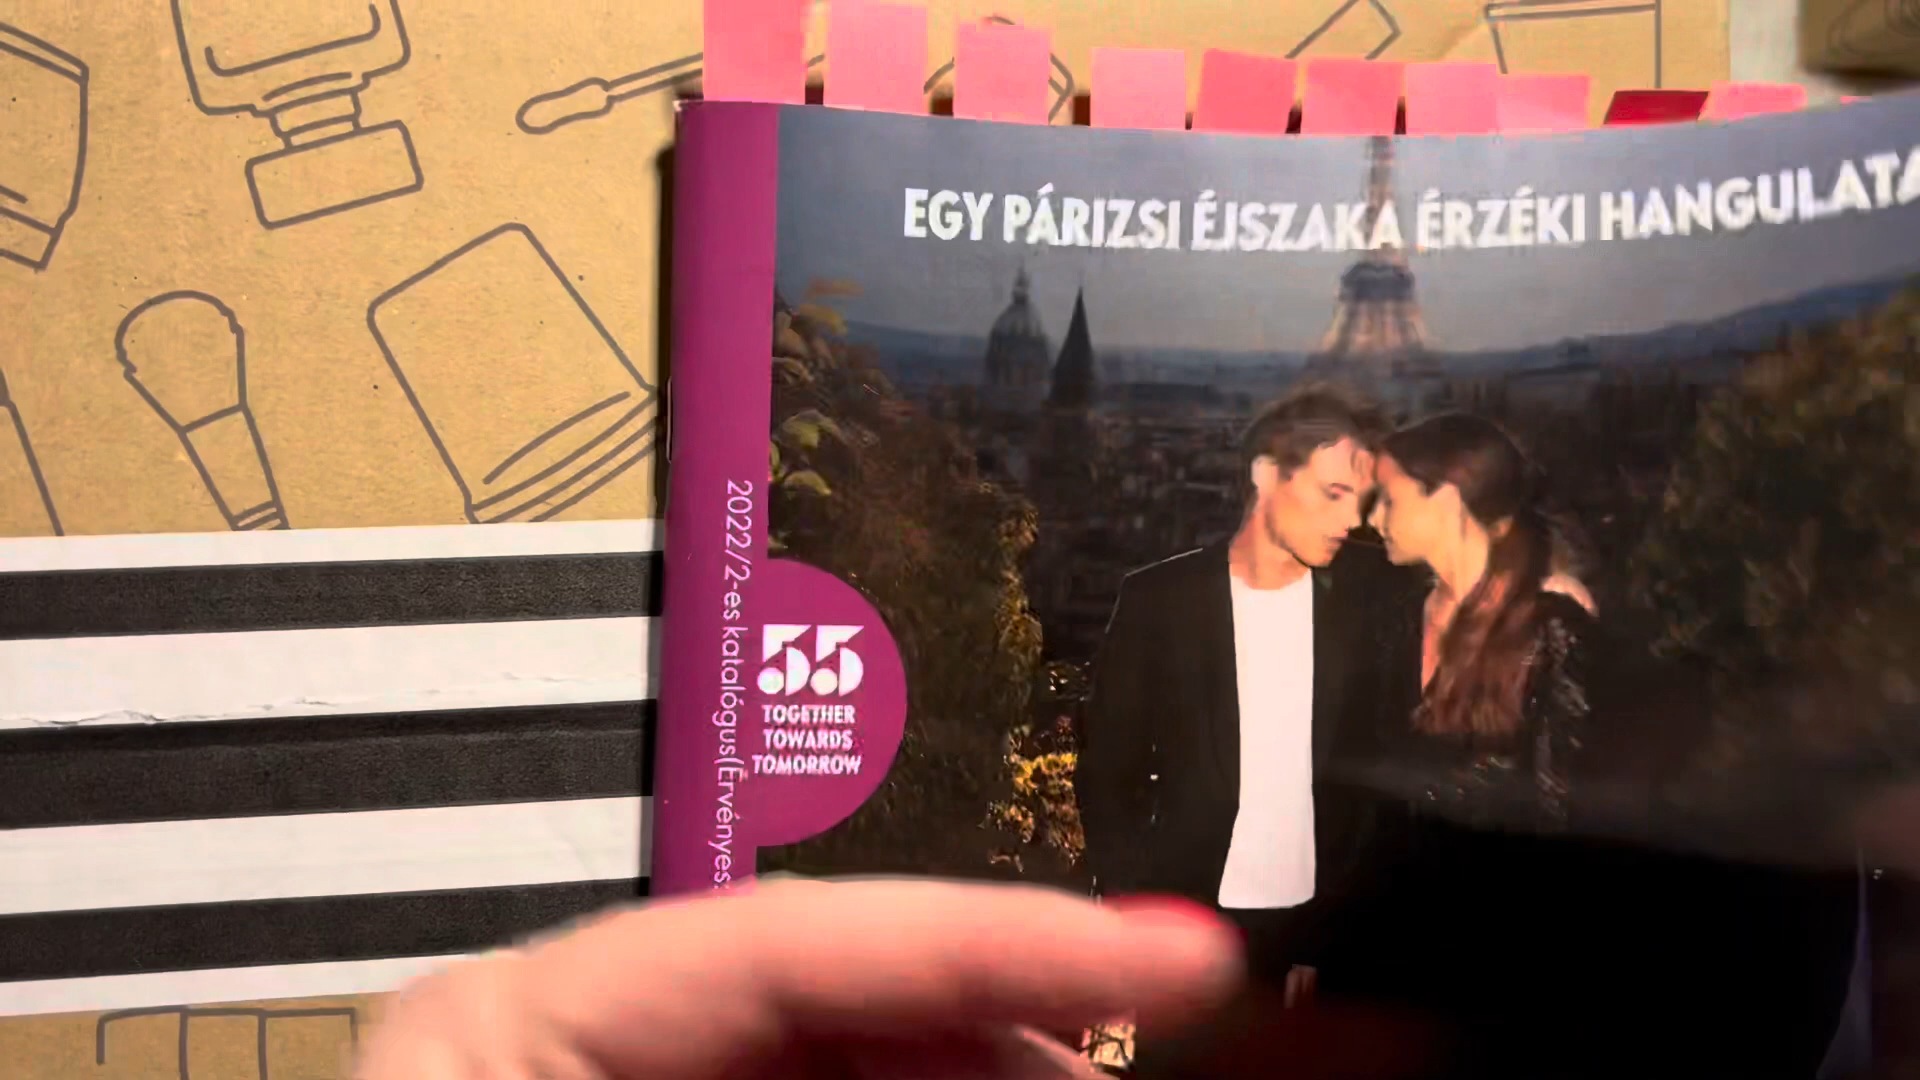 EGY PÁRIZSI ÉJSZAKA ÉRZÉKI HANGULATA
2022/2-es katalógus(Érvényes:
55
TOGETHER
TOWARDS
TOMORROW